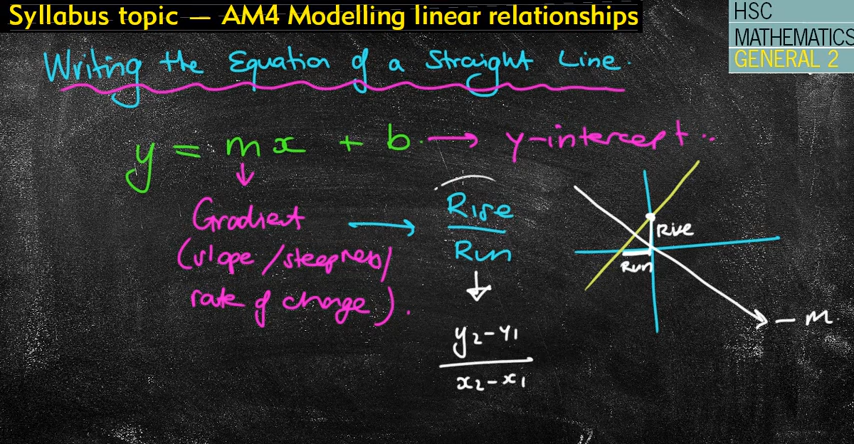 Syllabus topic — AM4 Modelling linear relationships
HSC
MATHEMATICS
GENERAL 2
Writing the Equation of a Straight Line.
y = mx + b. → y-intercept..
↓
Gradient → Rise
(slope/steepness/ Run
rate of change).
↓
y₂-y₁
x₂-x₁
Rise
Run
- m